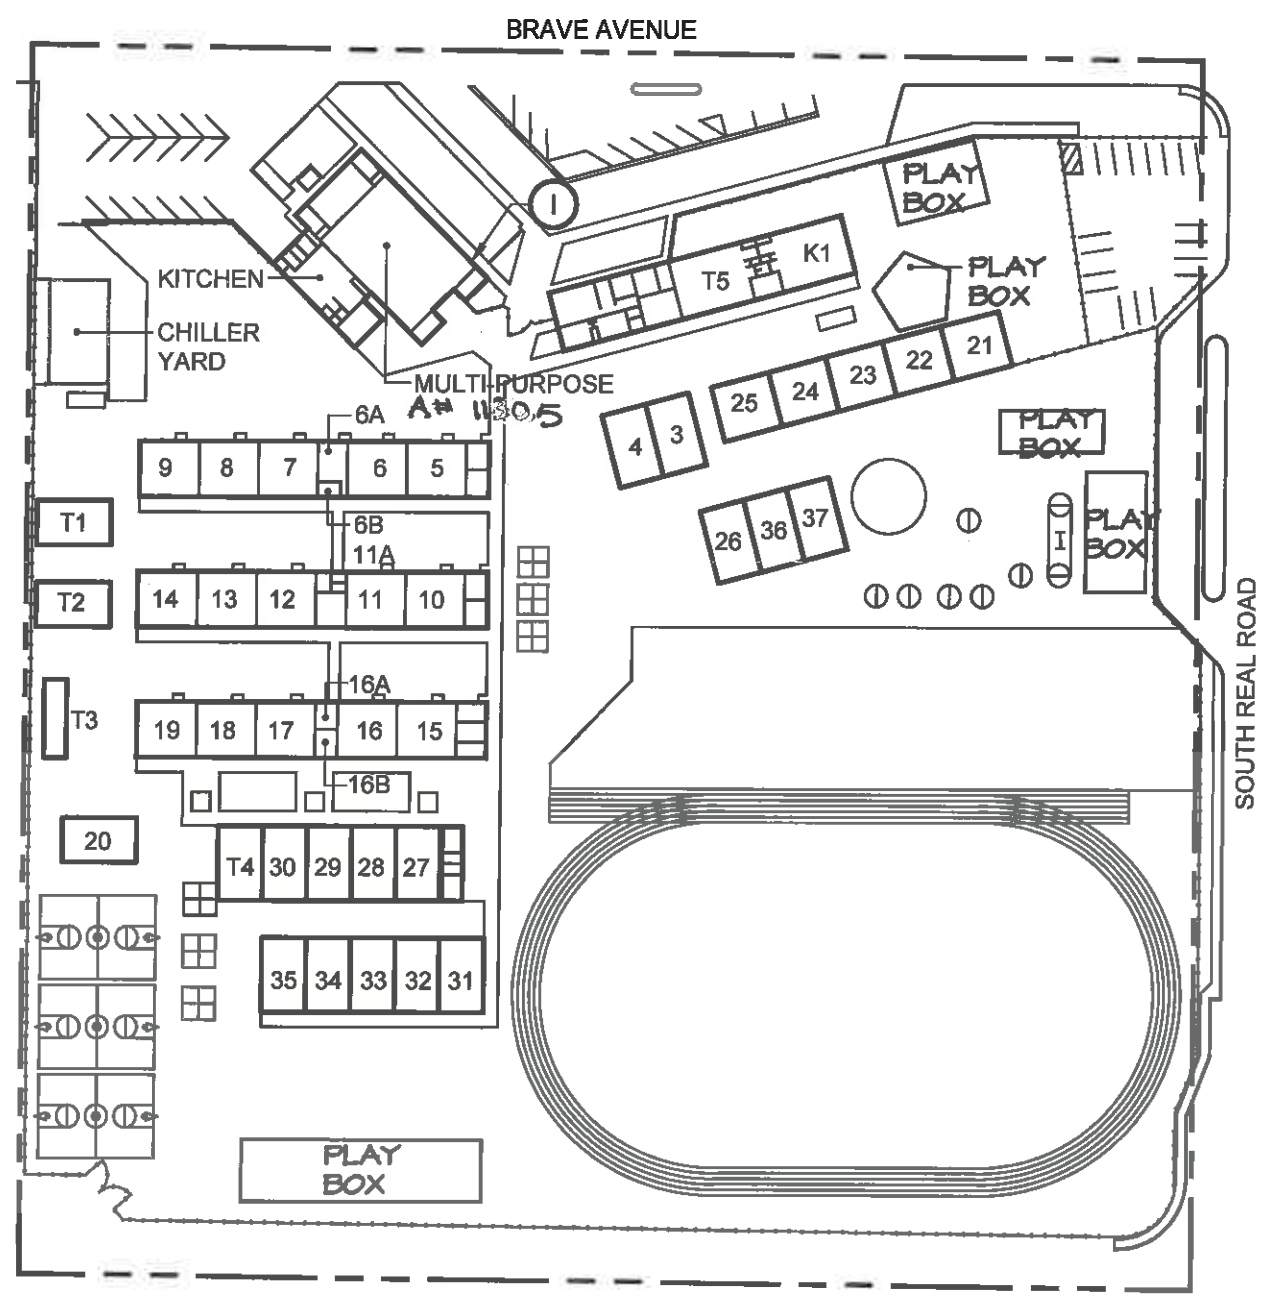 BRAVE AVENUE
PLAY
BOX
I
KITCHEN
T5
K1
PLAY
BOX
CHILLER
YARD
MULTI-PURPOSE
A# 11305
25
24
23
22
21
4
3
6A
PLAY
BOX
9
8
7
6
5
T1
6B
11A
26
36
37
I
PLAY
BOX
T2
14
13
12
11
10
SOUTH REAL ROAD
16A
T3
19
18
17
16
15
16B
20
T4
30
29
28
27
35
34
33
32
31
PLAY
BOX